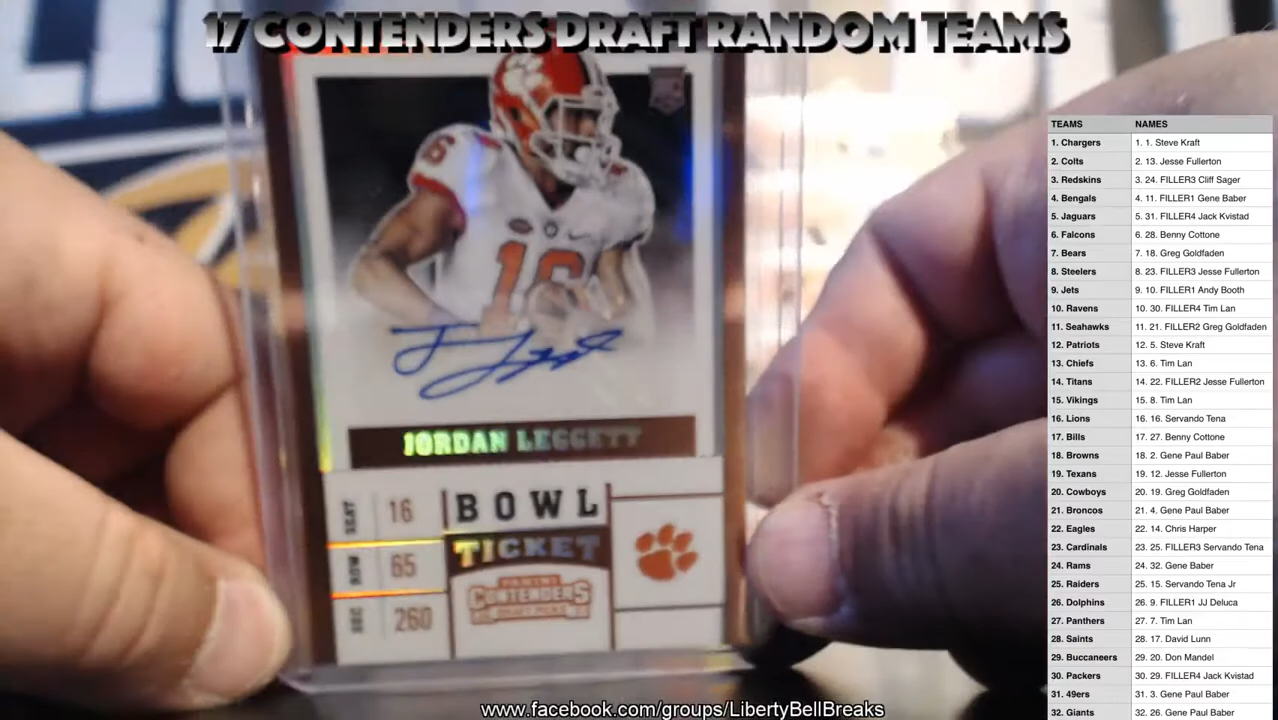 17 CONTENDERS DRAFT RANDOM TEAMS
16
16
JORDAN LEGGETT
SEAT 16
ROW 65
SEC 260
BOWL
TICKET
PANINI
CONTENDERS
DRAFT PICKS
TEAMS NAMES
1. Chargers 1. 1. Steve Kraft
2. Colts 2. 13. Jesse Fullerton
3. Redskins 3. 24. FILLER3 Cliff Sager
4. Bengals 4. 11. FILLER1 Gene Baber
5. Jaguars 5. 31. FILLER4 Jack Kvistad
6. Falcons 6. 28. Benny Cottone
7. Bears 7. 18. Greg Goldfaden
8. Steelers 8. 23. FILLER3 Jesse Fullerton
9. Jets 9. 10. FILLER1 Andy Booth
10. Ravens 10. 30. FILLER4 Tim Lan
11. Seahawks 11. 21. FILLER2 Greg Goldfaden
12. Patriots 12. 5. Steve Kraft
13. Chiefs 13. 6. Tim Lan
14. Titans 14. 22. FILLER2 Jesse Fullerton
15. Vikings 15. 8. Tim Lan
16. Lions 16. 16. Servando Tena
17. Bills 17. 27. Benny Cottone
18. Browns 18. 2. Gene Paul Baber
19. Texans 19. 12. Jesse Fullerton
20. Cowboys 20. 19. Greg Goldfaden
21. Broncos 21. 4. Gene Paul Baber
22. Eagles 22. 14. Chris Harper
23. Cardinals 23. 25. FILLER3 Servando Tena
24. Rams 24. 32. Gene Baber
25. Raiders 25. 15. Servando Tena Jr
26. Dolphins 26. 9. FILLER1 JJ Deluca
27. Panthers 27. 7. Tim Lan
28. Saints 28. 17. David Lunn
29. Buccaneers 29. 20. Don Mandel
30. Packers 30. 29. FILLER4 Jack Kvistad
31. 49ers 31. 3. Gene Paul Baber
32. Giants 32. 26. Gene Paul Baber
www.facebook.com/groups/LibertyBellBreaks